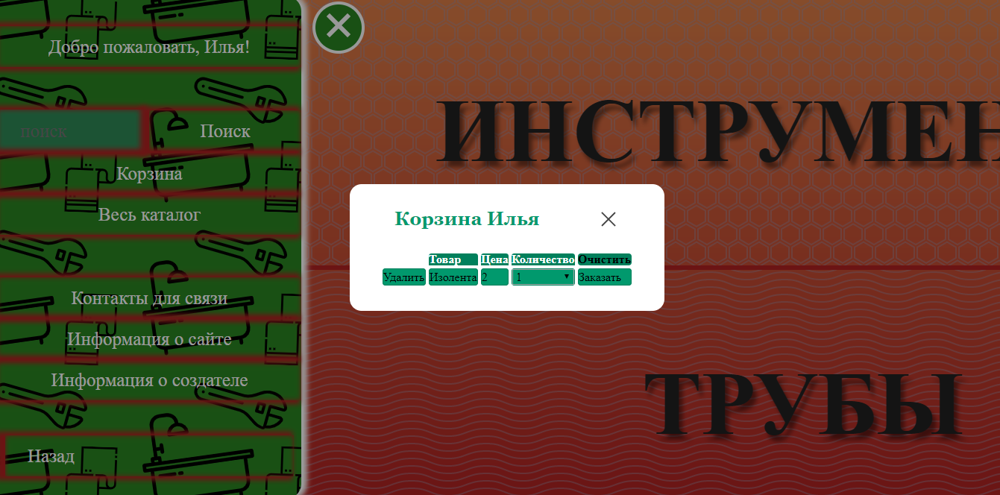 Добро пожаловать, Илья!
поиск Поиск
Корзина
Весь каталог
Контакты для связи
Информация о сайте
Информация о создателе
Назад
ИНСТРУМЕН
Корзина Илья
Товар Цена Количество Очистить
Удалить Изолента 2 1 Заказать
ТРУБЫ